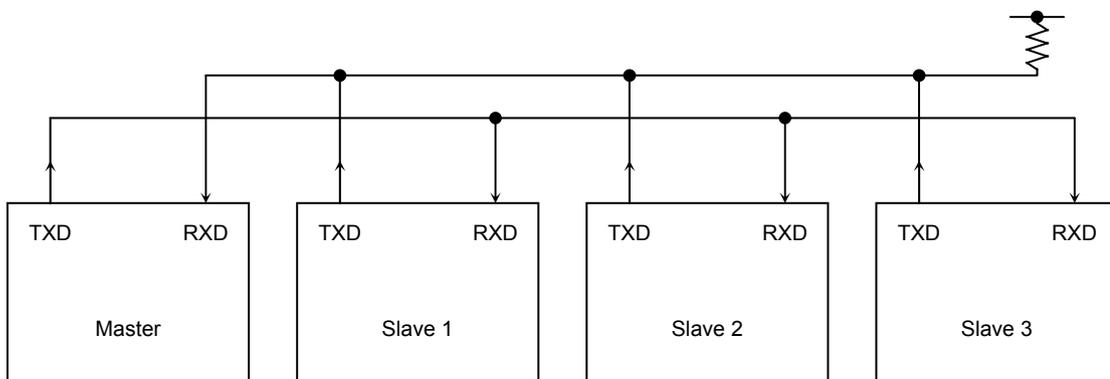 TXD RXD TXD RXD TXD RXD TXD RXD
Master Slave 1 Slave 2 Slave 3